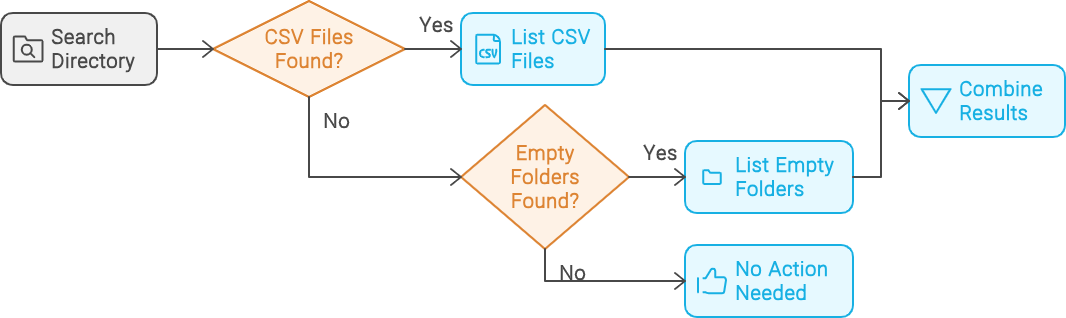 Search
Directory
CSV Files
Found?
Yes
CSV
List CSV
Files
No
Empty
Folders
Found?
Yes
List Empty
Folders
Combine
Results
No
No Action
Needed